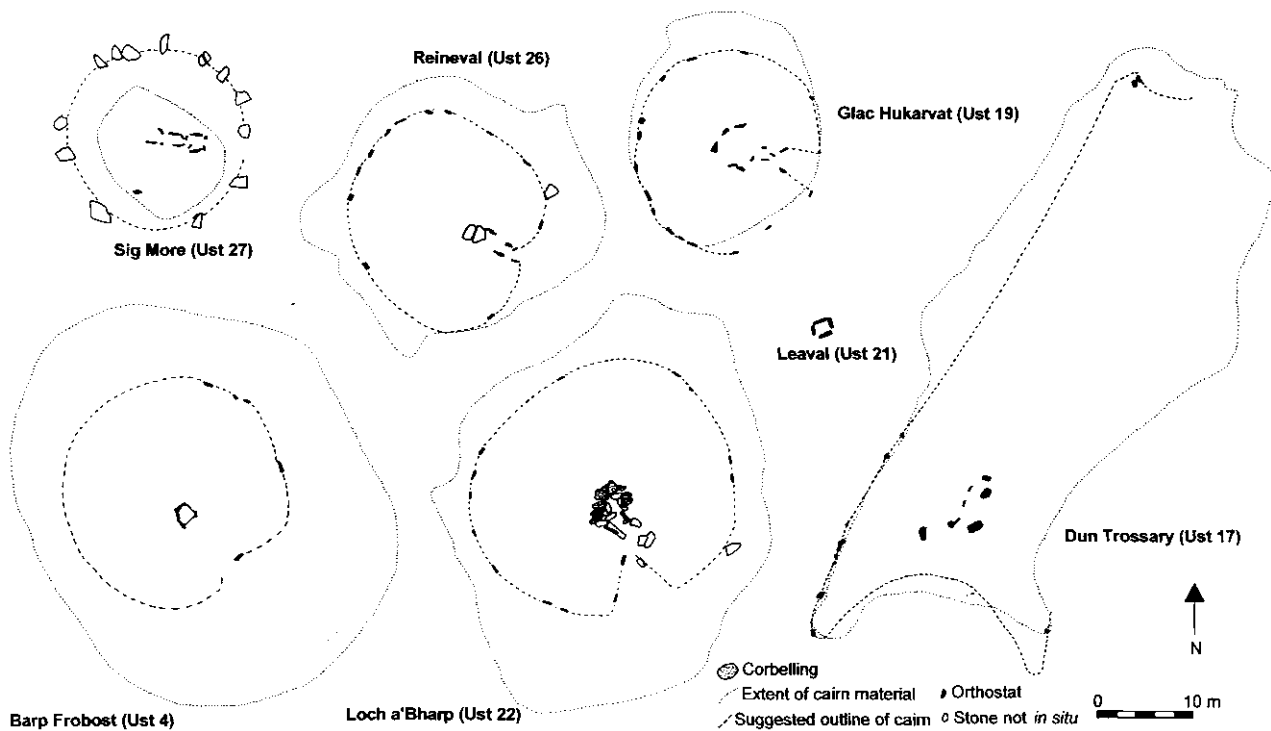 Reineval (Ust 26)
Glac Hukarvat (Ust 19)
Sig More (Ust 27)
Leaval (Ust 21)
Dun Trossary (Ust 17)
N
Corbelling
Extent of cairn material
Orthostat
Suggested outline of cairn
Stone not in situ
0 10 m
Barp Frobost (Ust 4)
Loch a'Bharp (Ust 22)